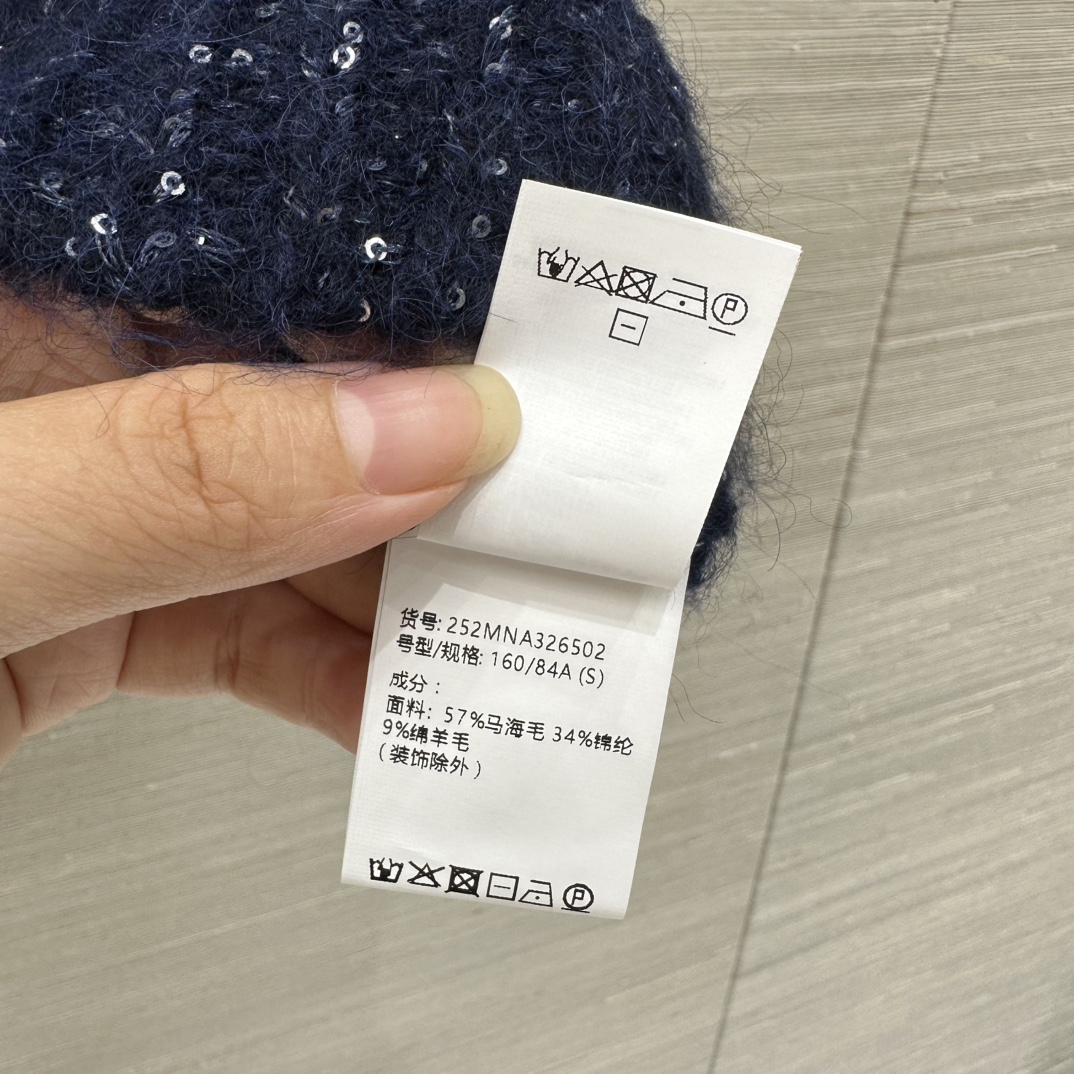 P
货号: 252MNA326502
号型/规格: 160/84A (S)
成分：
面料：57%马海毛 34%锦纶
9%绵羊毛
(装饰除外)
P